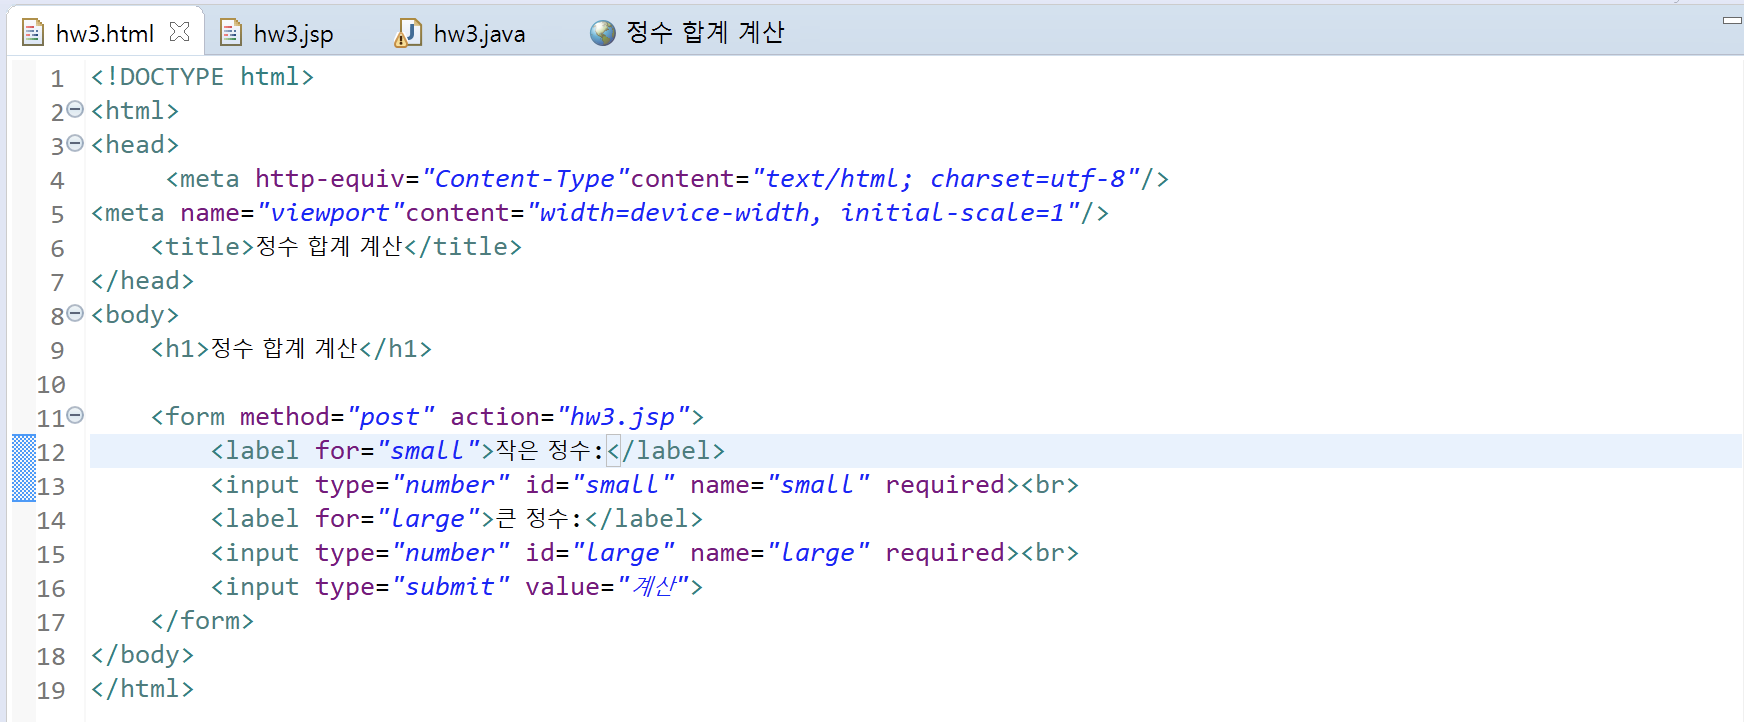 hw3.html hw3.jsp hw3.java 정수 합계 계산
1 <!DOCTYPE html>
2 <html>
3 <head>
4 <meta http-equiv="Content-Type"content="text/html; charset=utf-8"/>
5 <meta name="viewport"content="width=device-width, initial-scale=1"/>
6 <title>정수 합계 계산</title>
7 </head>
8 <body>
9 <h1>정수 합계 계산</h1>
10
11 <form method="post" action="hw3.jsp">
12 <label for="small">작은 정수:</label>
13 <input type="number" id="small" name="small" required><br>
14 <label for="large">큰 정수:</label>
15 <input type="number" id="large" name="large" required><br>
16 <input type="submit" value="계산">
17 </form>
18 </body>
19 </html>